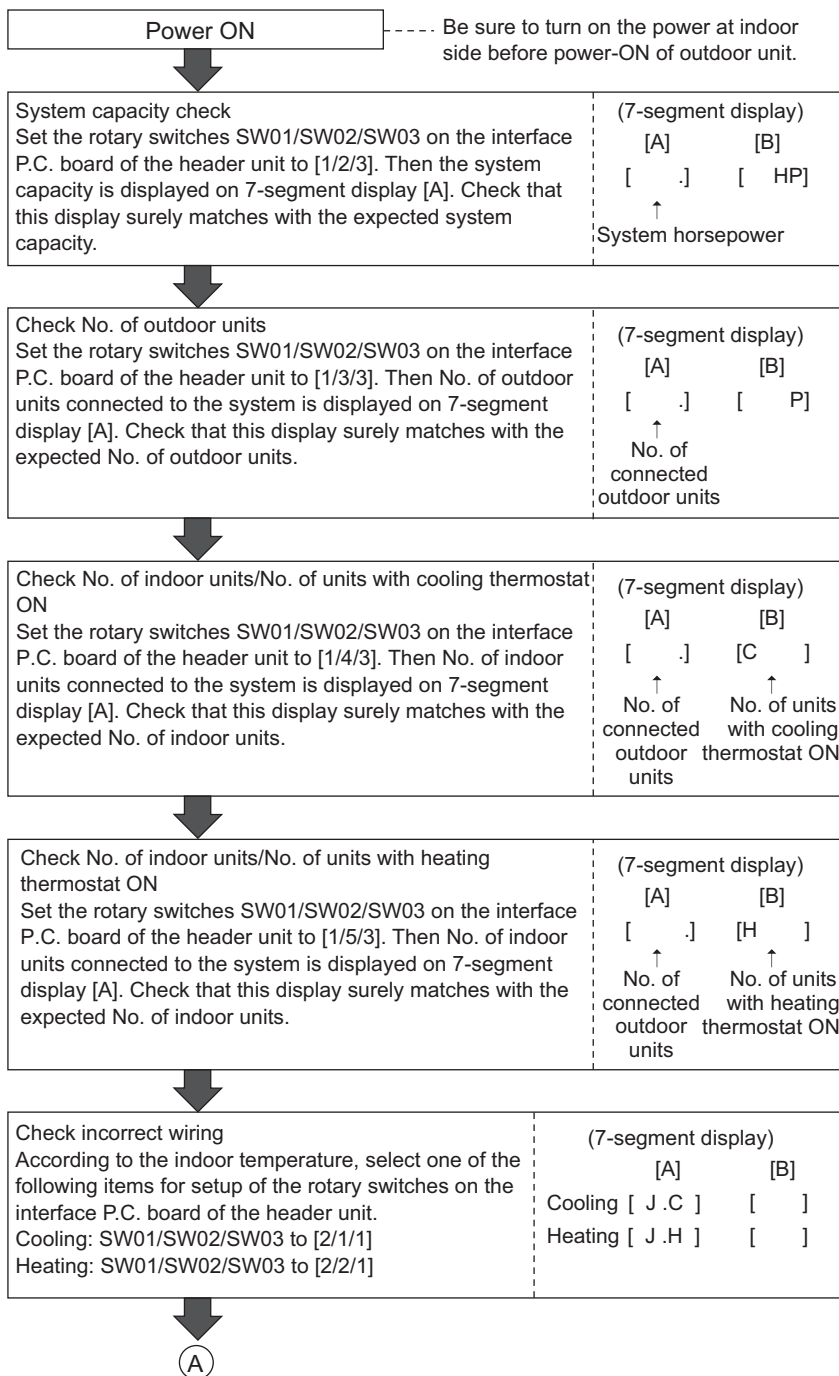 Power ON
Be sure to turn on the power at indoor
side before power-ON of outdoor unit.
System capacity check
Set the rotary switches SW01/SW02/SW03 on the interface
P.C. board of the header unit to [1/2/3]. Then the system
capacity is displayed on 7-segment display [A]. Check that
this display surely matches with the expected system
capacity.
(7-segment display)
[A] [B]
[ .] [ HP]
↑
System horsepower
Check No. of outdoor units
Set the rotary switches SW01/SW02/SW03 on the interface
P.C. board of the header unit to [1/3/3]. Then No. of outdoor
units connected to the system is displayed on 7-segment
display [A]. Check that this display surely matches with the
expected No. of outdoor units.
(7-segment display)
[A] [B]
[ .] [ P]
↑
No. of
connected
outdoor units
Check No. of indoor units/No. of units with cooling thermostat
ON
Set the rotary switches SW01/SW02/SW03 on the interface
P.C. board of the header unit to [1/4/3]. Then No. of indoor
units connected to the system is displayed on 7-segment
display [A]. Check that this display surely matches with the
expected No. of indoor units.
(7-segment display)
[A] [B]
[ .] [C ]
↑ ↑
No. of No. of units
connected with cooling
outdoor thermostat ON
units
Check No. of indoor units/No. of units with heating
thermostat ON
Set the rotary switches SW01/SW02/SW03 on the interface
P.C. board of the header unit to [1/5/3]. Then No. of indoor
units connected to the system is displayed on 7-segment
display [A]. Check that this display surely matches with the
expected No. of indoor units.
(7-segment display)
[A] [B]
[ .] [H ]
↑ ↑
No. of No. of units
connected with heating
outdoor thermostat ON
units
Check incorrect wiring
According to the indoor temperature, select one of the
following items for setup of the rotary switches on the
interface P.C. board of the header unit.
Cooling: SW01/SW02/SW03 to [2/1/1]
Heating: SW01/SW02/SW03 to [2/2/1]
(7-segment display)
[A] [B]
Cooling [ J .C ] [ ]
Heating [ J .H ] [ ]
A